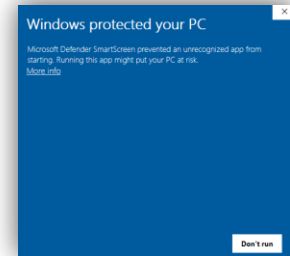 Windows protected your PC
Microsoft Defender SmartScreen prevented an unrecognized app from
starting. Running this app might put your PC at risk.
More info
Don't run